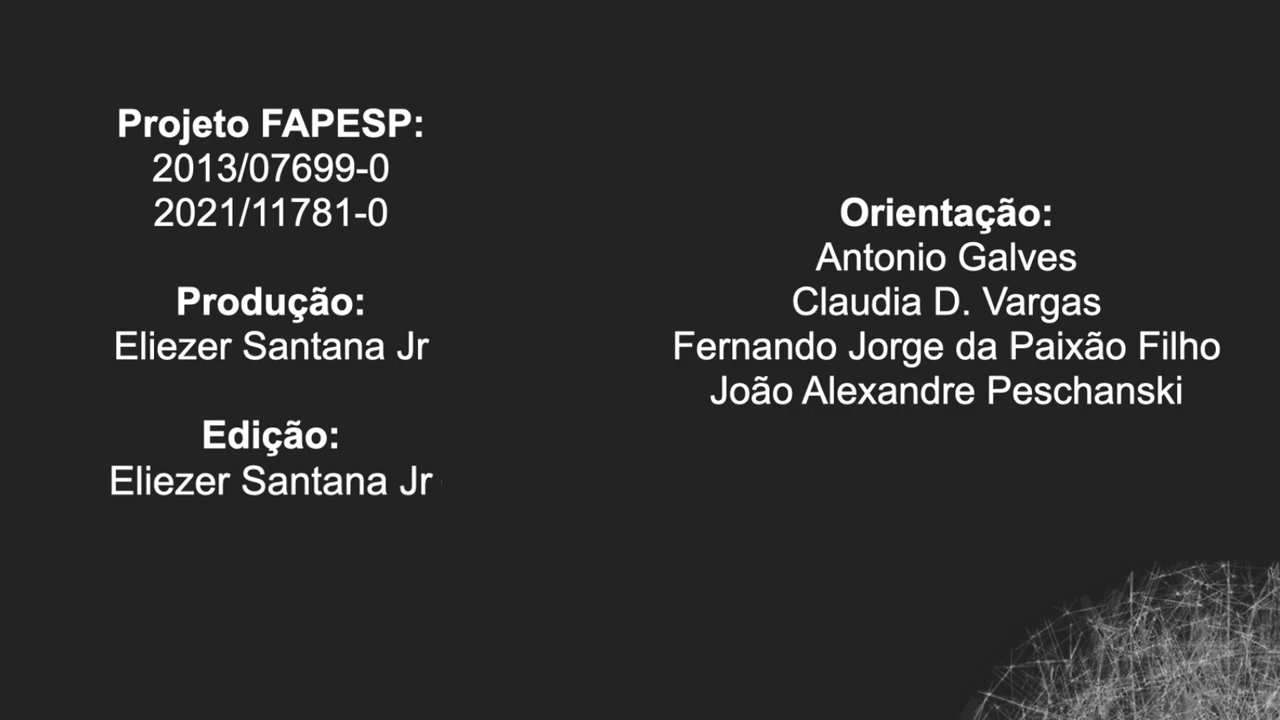 Projeto FAPESP:
2013/07699-0
2021/11781-0
Produção:
Eliezer Santana Jr
Edição:
Eliezer Santana Jr
Orientação:
Antonio Galves
Claudia D. Vargas
Fernando Jorge da Paixão Filho
João Alexandre Peschanski